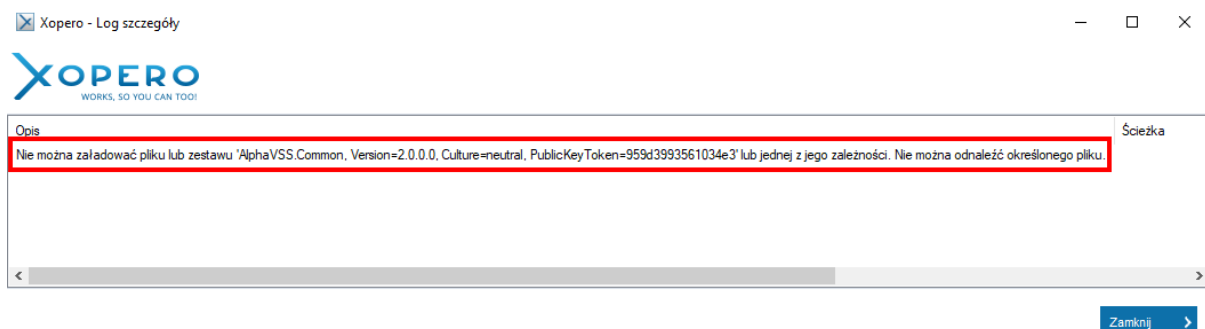 Xopero - Log szczegóły
XOPERO
WORKS, SO YOU CAN TOO!
Opis Ścieżka
Nie można załadować pliku lub zestawu 'AlphaVSS.Common, Version=2.0.0.0, Culture=neutral, PublicKeyToken=959d3993561034e3' lub jednej z jego zależności. Nie można odnaleźć określonego pliku.
Zamknij